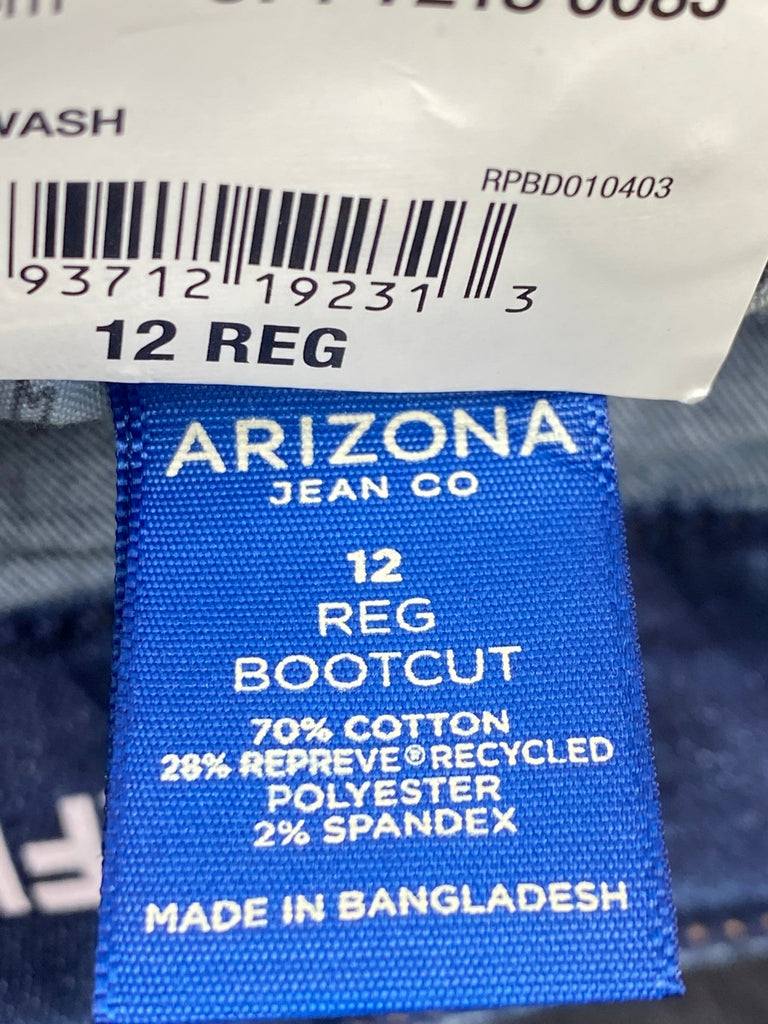 WASH
RPBD010403
93712 19231 3
12 REG
M
ARIZONA
JEAN CO
12
REG
BOOTCUT
70% COTTON
28% REPREVE® RECYCLED
POLYESTER
2% SPANDEX
MADE IN BANGLADESH